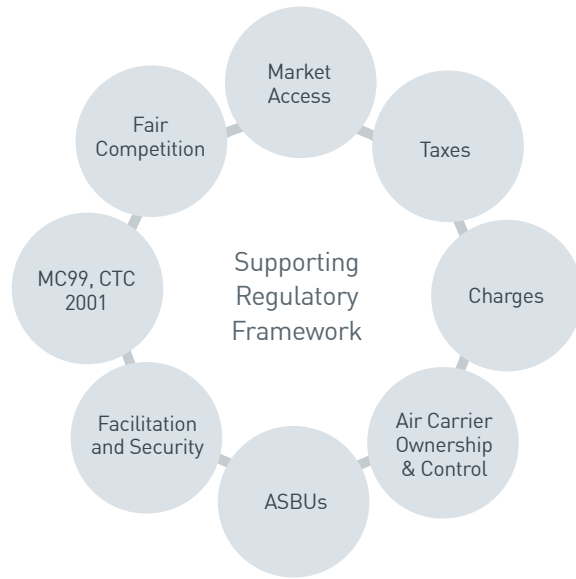 Market
Access
Taxes
Charges
Air Carrier
Ownership
& Control
ASBUs
Facilitation
and Security
MC99, CTC
2001
Fair
Competition
Supporting
Regulatory
Framework